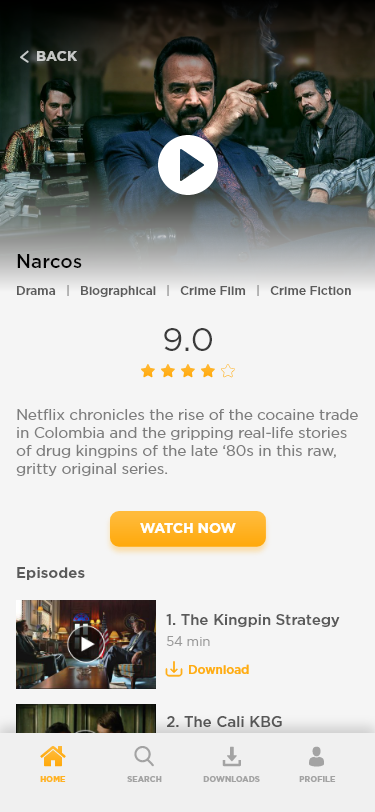 BACK
Narcos
Drama | Biographical | Crime Film | Crime Fiction
9.0
Netflix chronicles the rise of the cocaine trade
in Colombia and the gripping real-life stories
of drug kingpins of the late ‘80s in this raw,
gritty original series.
WATCH NOW
Episodes
1. The Kingpin Strategy
54 min
Download
2. The Cali KBG
HOME SEARCH DOWNLOADS PROFILE